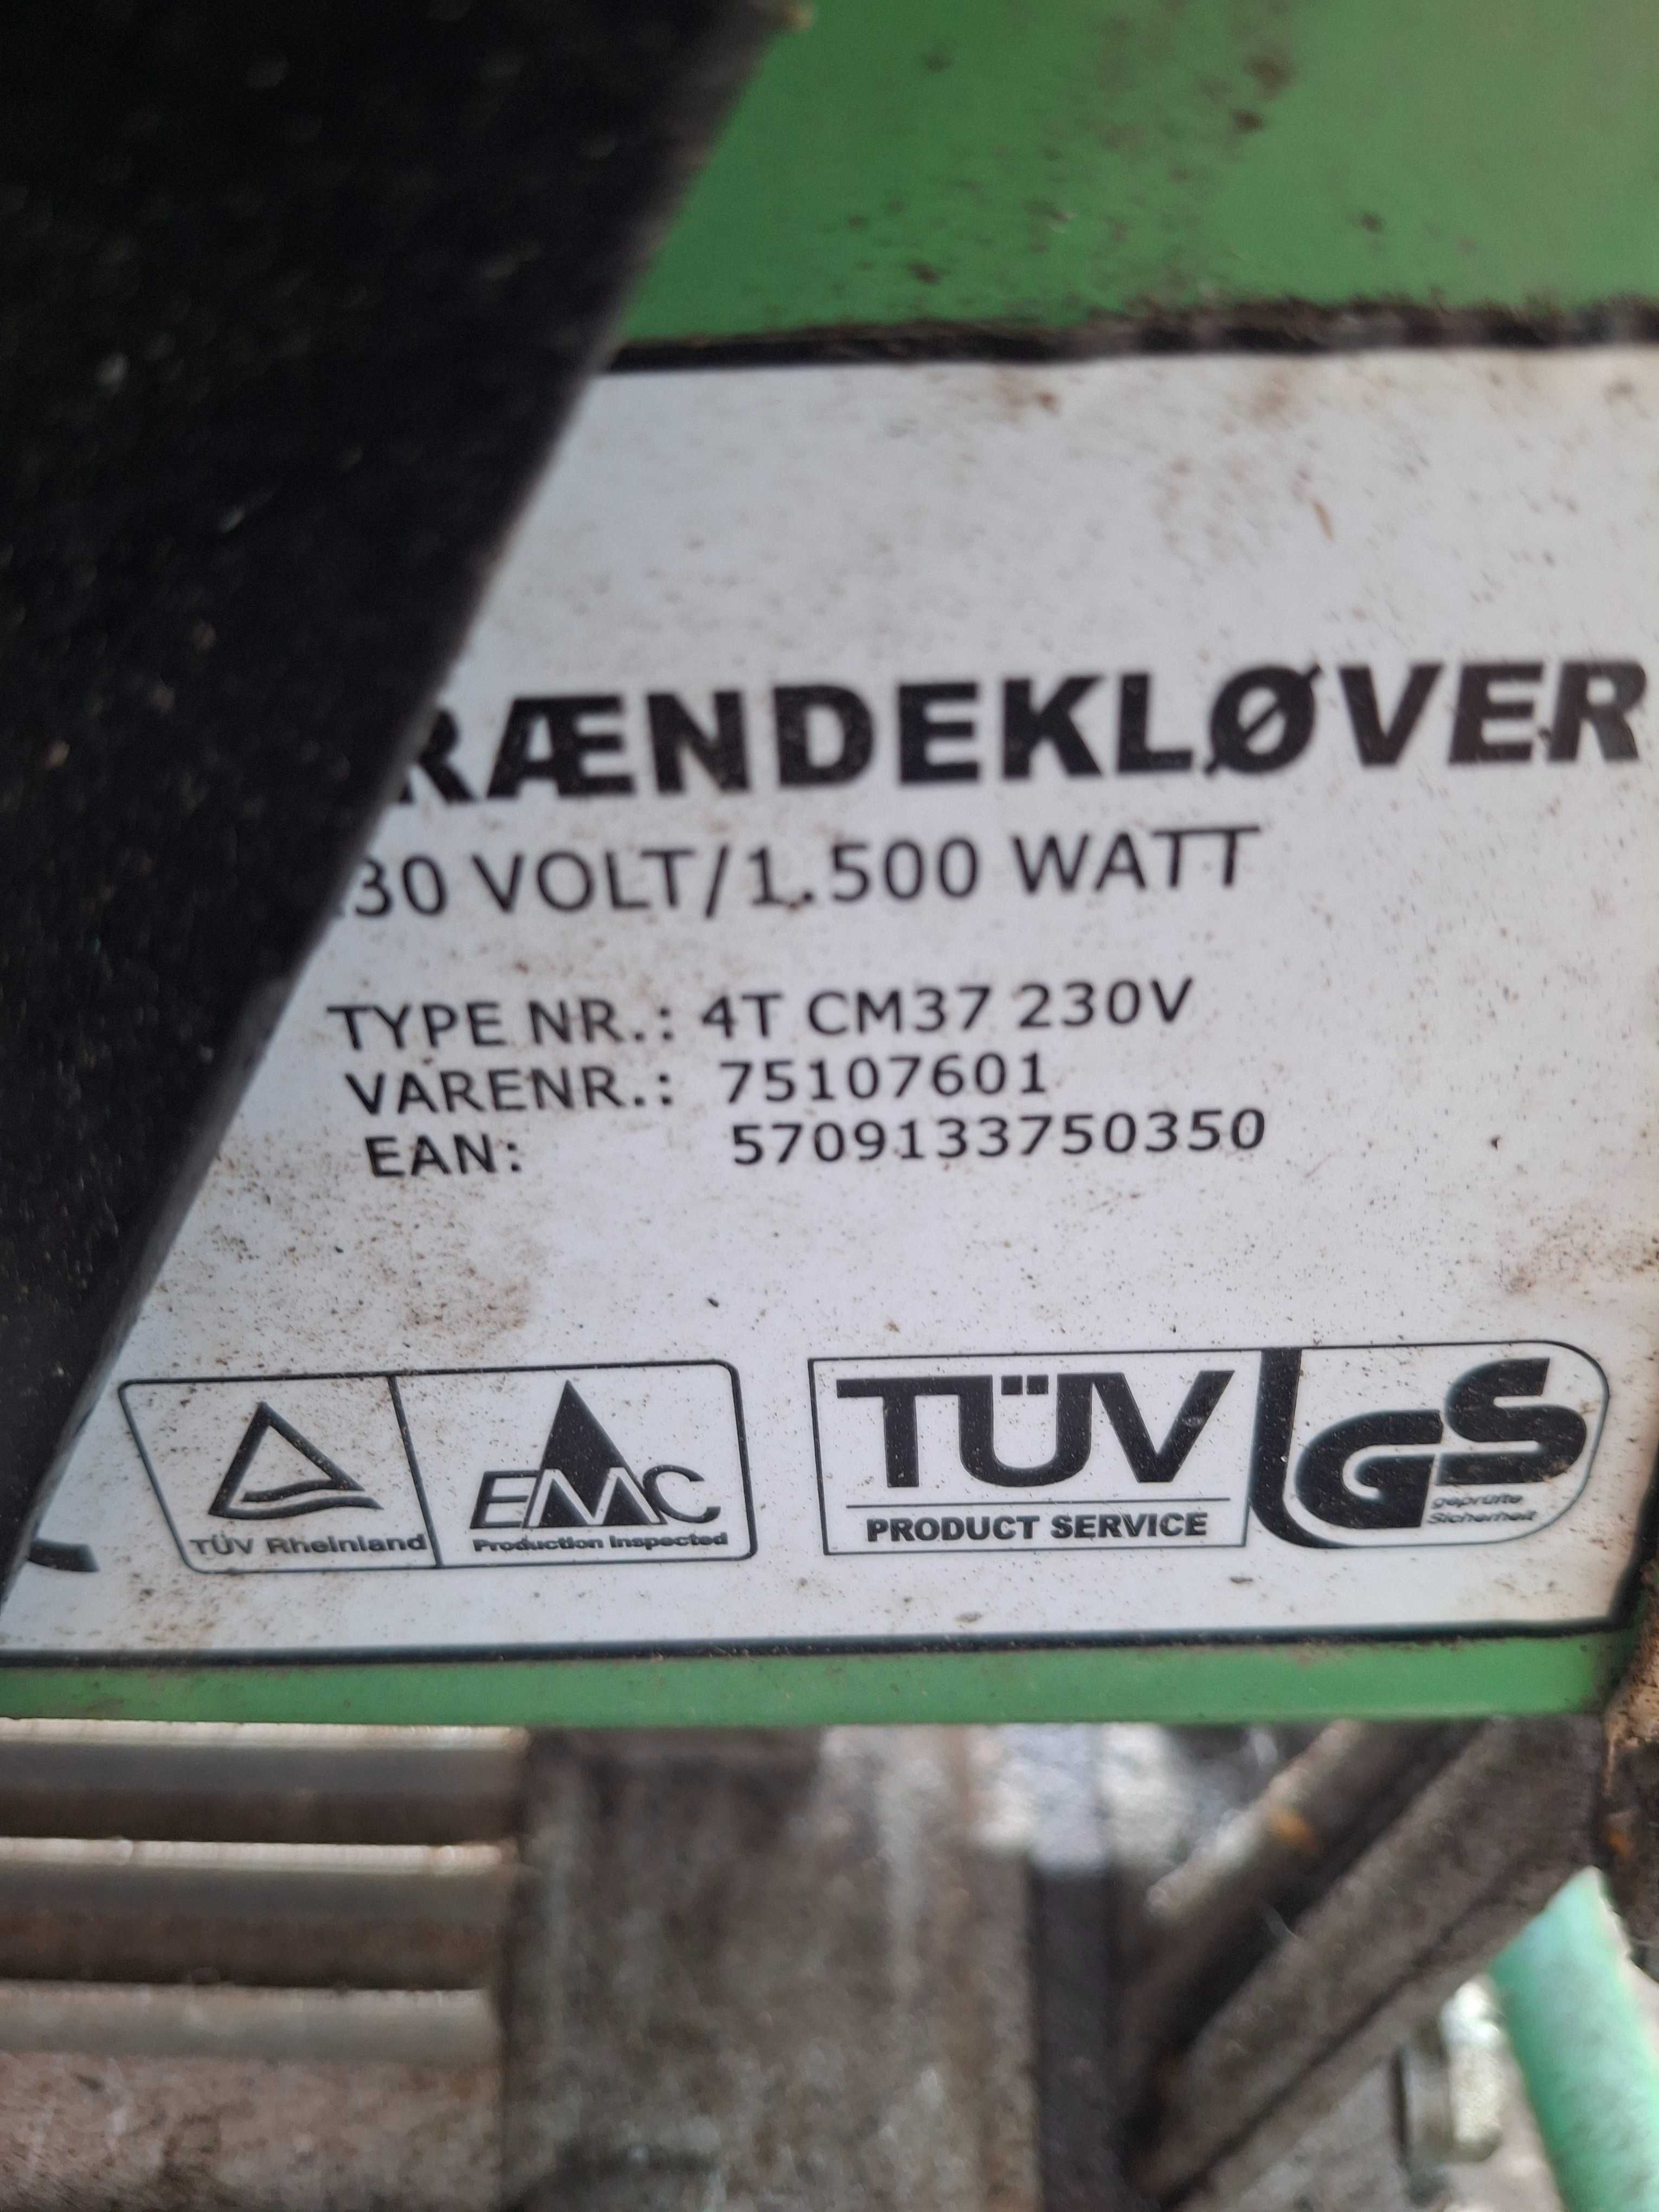 RÆNDEKLØVER
30 VOLT/1.500 WATT
TYPE NR.: 4T CM37 230V
VARENR.: 75107601
EAN: 5709133750350
TÜV Rheinland
EMC
Production Inspected
TÜV
PRODUCT SERVICE
GS
geprüfte
Sicherheit